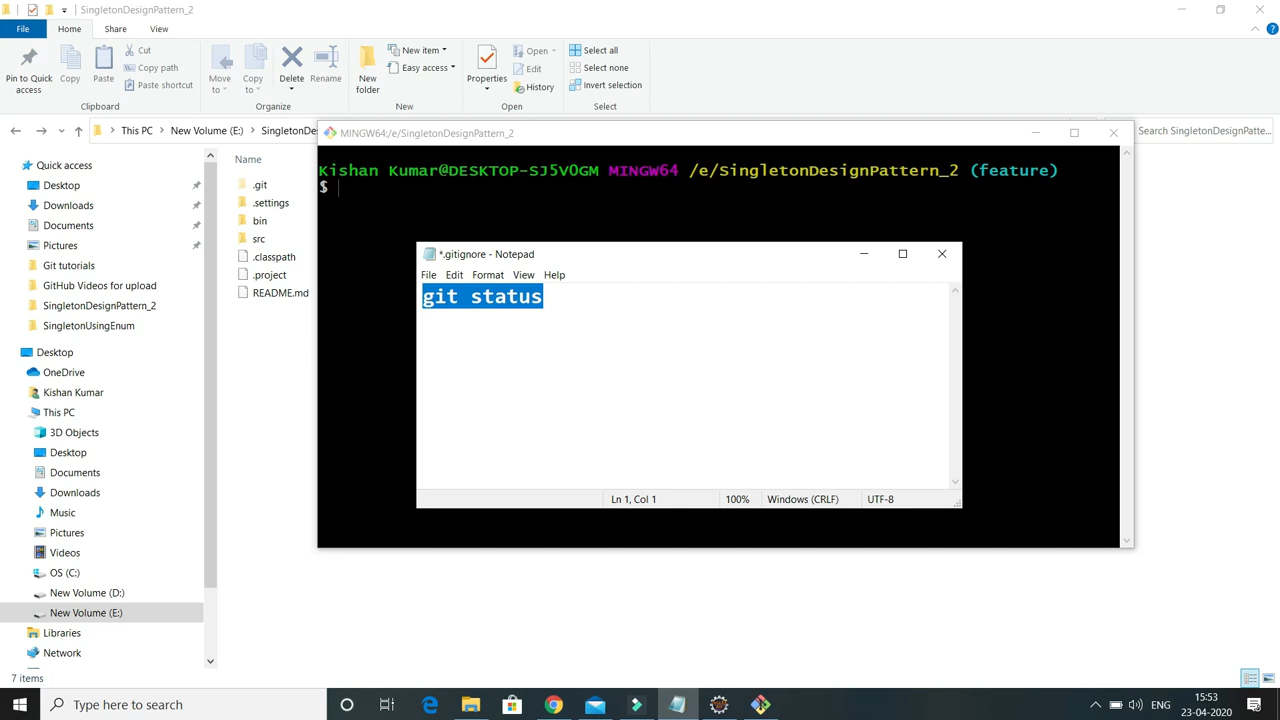 SingletonDesignPattern_2
File Home Share View
Pin to Quick access
Copy
Paste
Cut
Copy path
Paste shortcut
Clipboard
Move to
Copy to
Delete
Rename
Organize
New folder
New item
Easy access
New
Properties
Open
Edit
History
Open
Select all
Select none
Invert selection
Select
This PC > New Volume (E:) > SingletonDes
Search SingletonDesignPatte...
Quick access
Desktop
Downloads
Documents
Pictures
Git tutorials
GitHub Videos for upload
SingletonDesignPattern_2
SingletonUsingEnum
Desktop
OneDrive
Kishan Kumar
This PC
3D Objects
Desktop
Documents
Downloads
Music
Pictures
Videos
OS (C:)
New Volume (D:)
New Volume (E:)
Libraries
Network
Name
.git
.settings
bin
src
.classpath
.project
README.md
MINGW64:/e/SingletonDesignPattern_2
Kishan Kumar@DESKTOP-SJ5V0GM MINGW64 /e/SingletonDesignPattern_2 (feature)
$
*.gitignore - Notepad
File Edit Format View Help
git status
Ln 1, Col 1 100% Windows (CRLF) UTF-8
7 items
Type here to search
ENG
15:53
23-04-2020